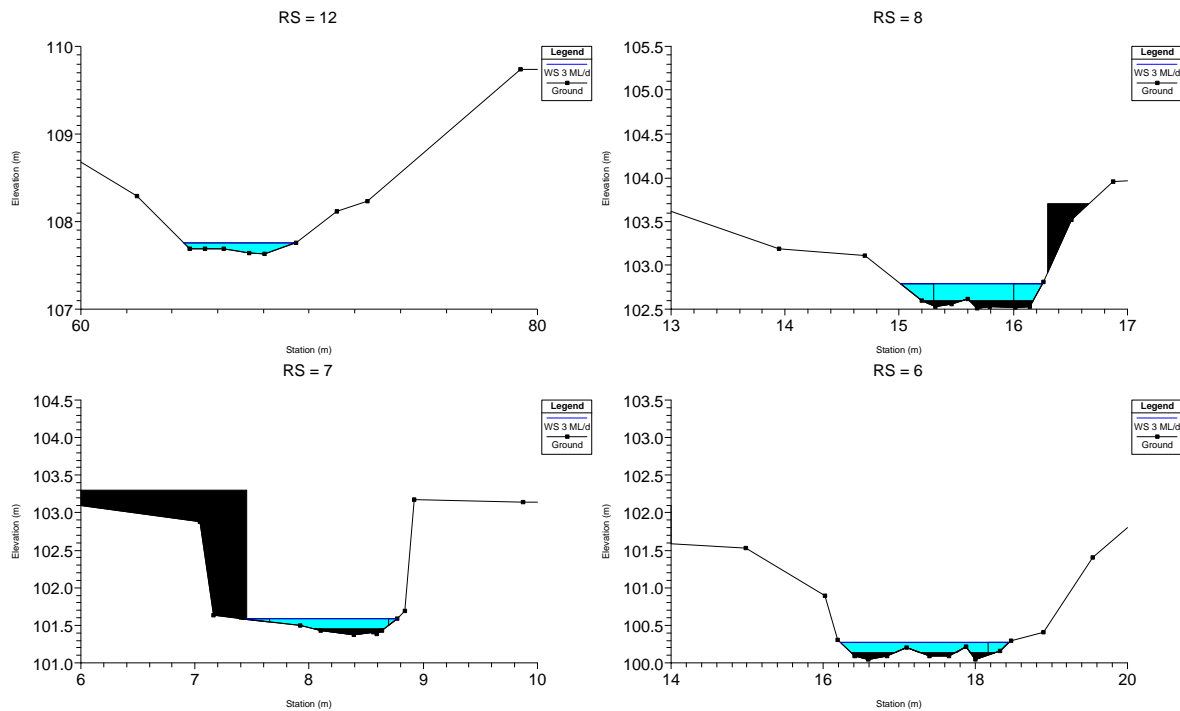 RS = 12
Elevation (m)
110
109
108
107
60
80
Station (m)
Legend
WS 3 ML/d
Ground
RS = 8
Elevation (m)
105.5
105.0
104.5
104.0
103.5
103.0
102.5
13
14
15
16
17
Station (m)
Legend
WS 3 ML/d
Ground
RS = 7
Elevation (m)
104.5
104.0
103.5
103.0
102.5
102.0
101.5
101.0
6
7
8
9
10
Station (m)
Legend
WS 3 ML/d
Ground
RS = 6
Elevation (m)
103.5
103.0
102.5
102.0
101.5
101.0
100.5
100.0
14
16
18
20
Station (m)
Legend
WS 3 ML/d
Ground